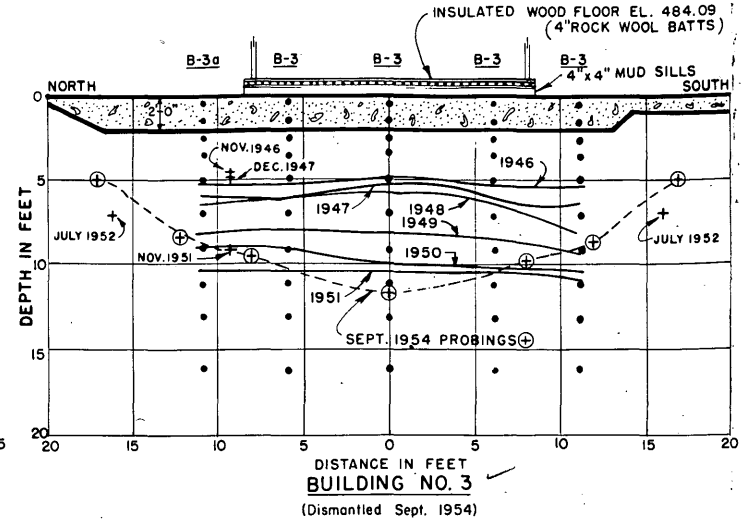 INSULATED WOOD FLOOR EL. 484.09
(4"ROCK WOOL BATTS)
B-3a B-3 B-3 B-3 B-3
4"x4" MUD SILLS
NORTH
SOUTH
0
2'-0"
NOV. 1946
DEC. 1947
1946
5
1947
1948
1949
JULY 1952
NOV. 1951
1950
JULY 1952
10
1951
SEPT. 1954 PROBINGS
15
20
DEPTH IN FEET
5
20 15 10 5 0 5 10 15 20
DISTANCE IN FEET
BUILDING NO. 3
(Dismantled Sept. 1954)